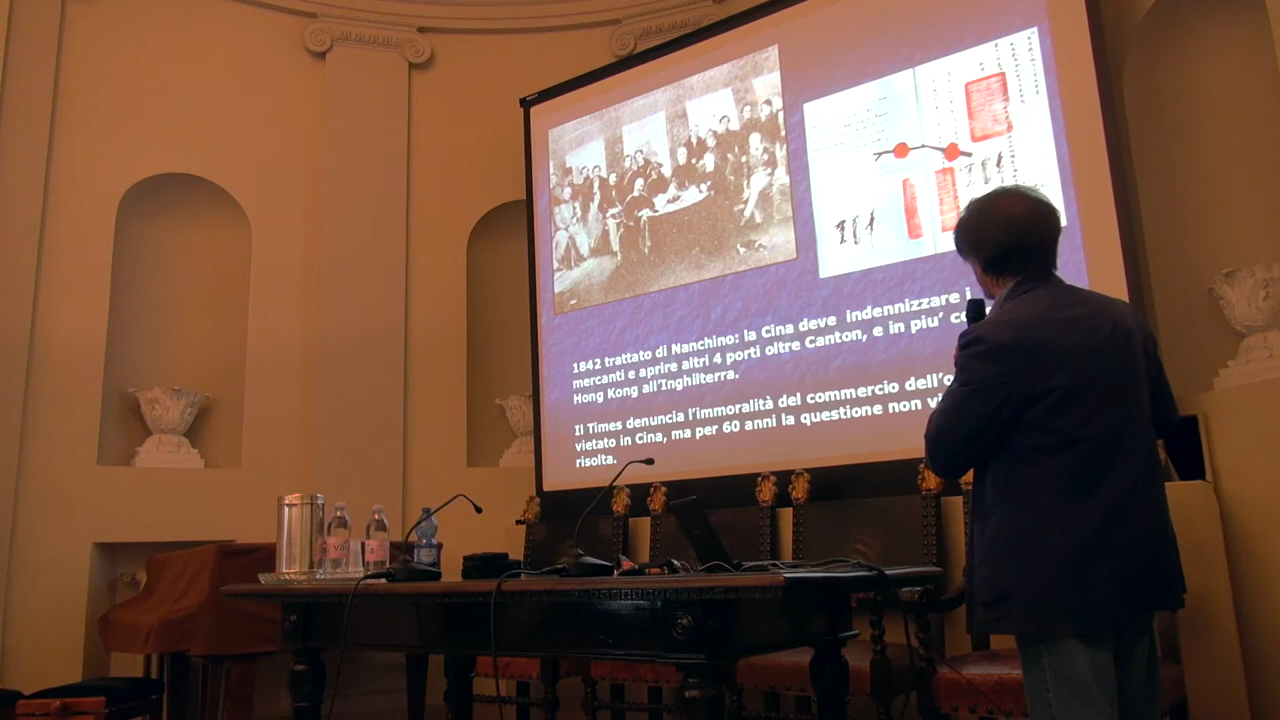 1842 trattato di Nanchino: la Cina deve indennizzare i
mercanti e aprire altri 4 porti oltre Canton, e in piu’
Hong Kong all’Inghilterra.
Il Times denuncia l’immoralità del commercio
vietato in Cina, ma per 60 anni la questione non
risolta.